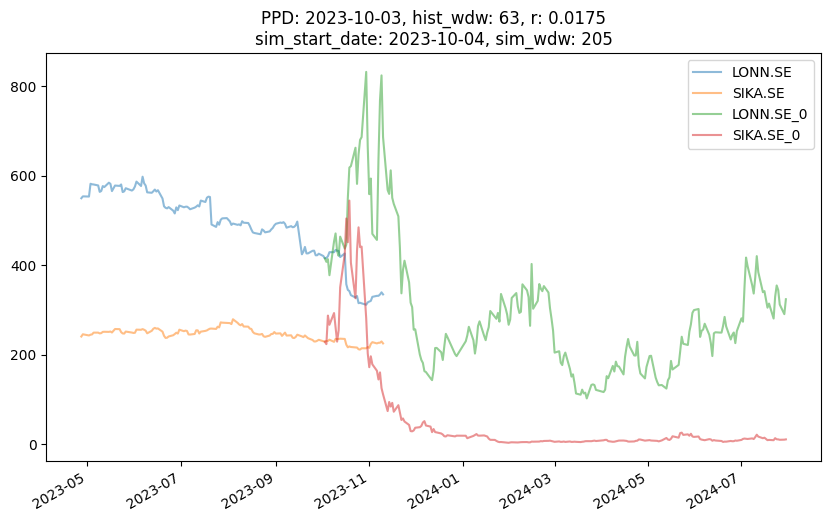 PPD: 2023-10-03, hist_wdw: 63, r: 0.0175
sim_start_date: 2023-10-04, sim_wdw: 205
LONN.SE
SIKA.SE
LONN.SE_0
SIKA.SE_0
800
600
400
200
0
2023-05
2023-07
2023-09
2023-11
2024-01
2024-03
2024-05
2024-07